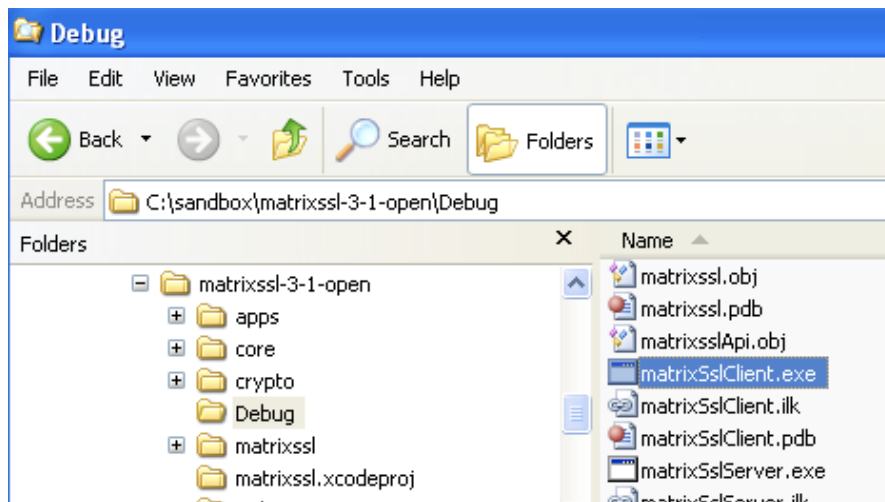 Debug
File Edit View Favorites Tools Help
Back Search Folders
Address C:\sandbox\matrixssl-3-1-open\Debug
Folders
matrixssl-3-1-open
apps
core
crypto
Debug
matrixssl
matrixssl.xcodeproj
Name
matrixssl.obj
matrixssl.pdb
matrixsslApi.obj
matrixSslClient.exe
matrixSslClient.ilk
matrixSslClient.pdb
matrixSslServer.exe
matrixSslServer.ilk